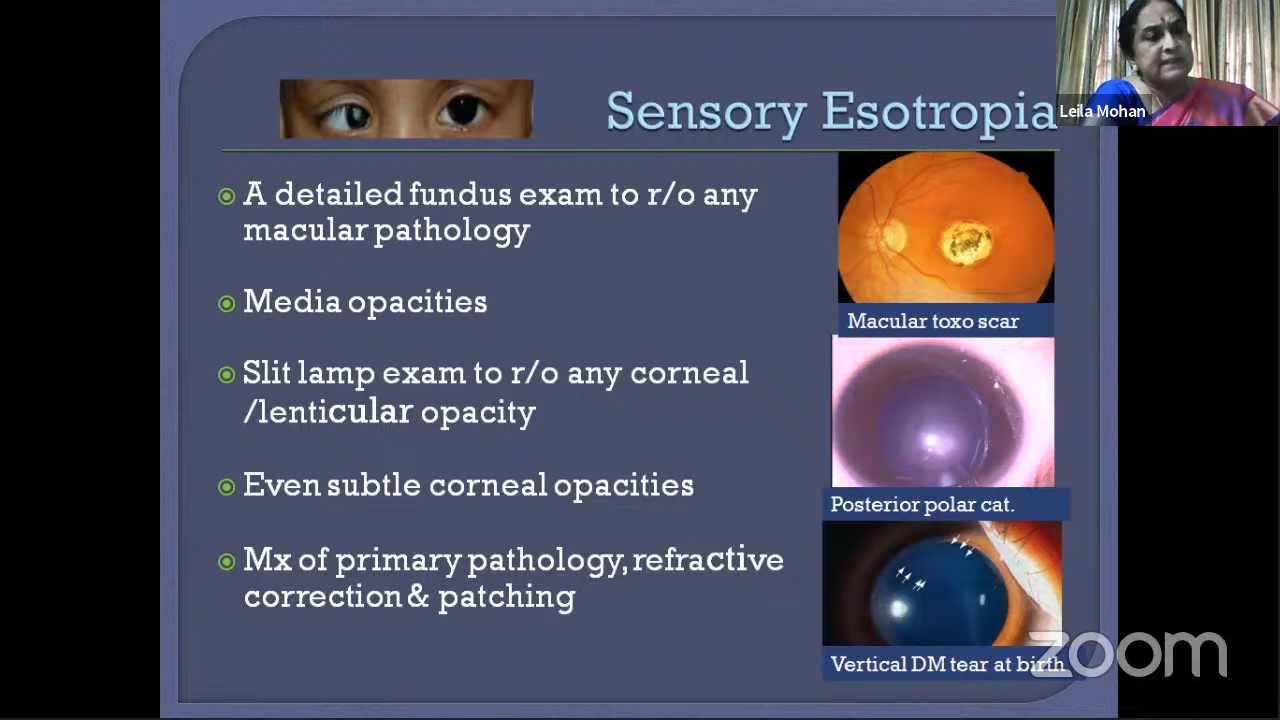 Sensory Esotropia
Leila Mohan
A detailed fundus exam to r/o any
macular pathology
Media opacities
Slit lamp exam to r/o any corneal
/lenticular opacity
Even subtle corneal opacities
Mx of primary pathology, refractive
correction & patching
Macular toxo scar
Posterior polar cat.
Vertical DM tear at birth
zoom